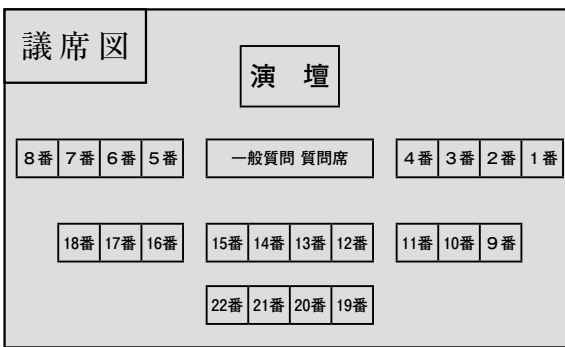 議席図
演　壇
8番 7番 6番 5番 一般質問 質問席 4番 3番 2番 1番
18番 17番 16番 15番 14番 13番 12番 11番 10番 9番
22番 21番 20番 19番